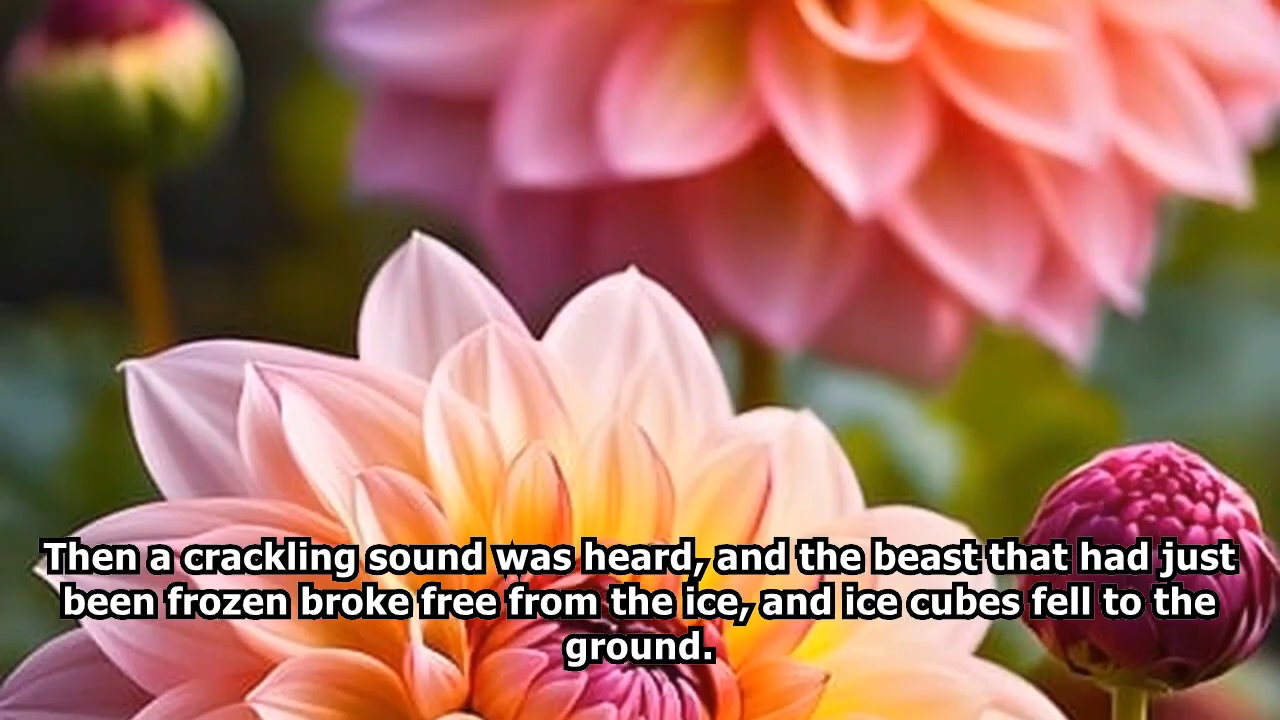 Then a crackling sound was heard, and the beast that had just
been frozen broke free from the ice, and ice cubes fell to the
ground.